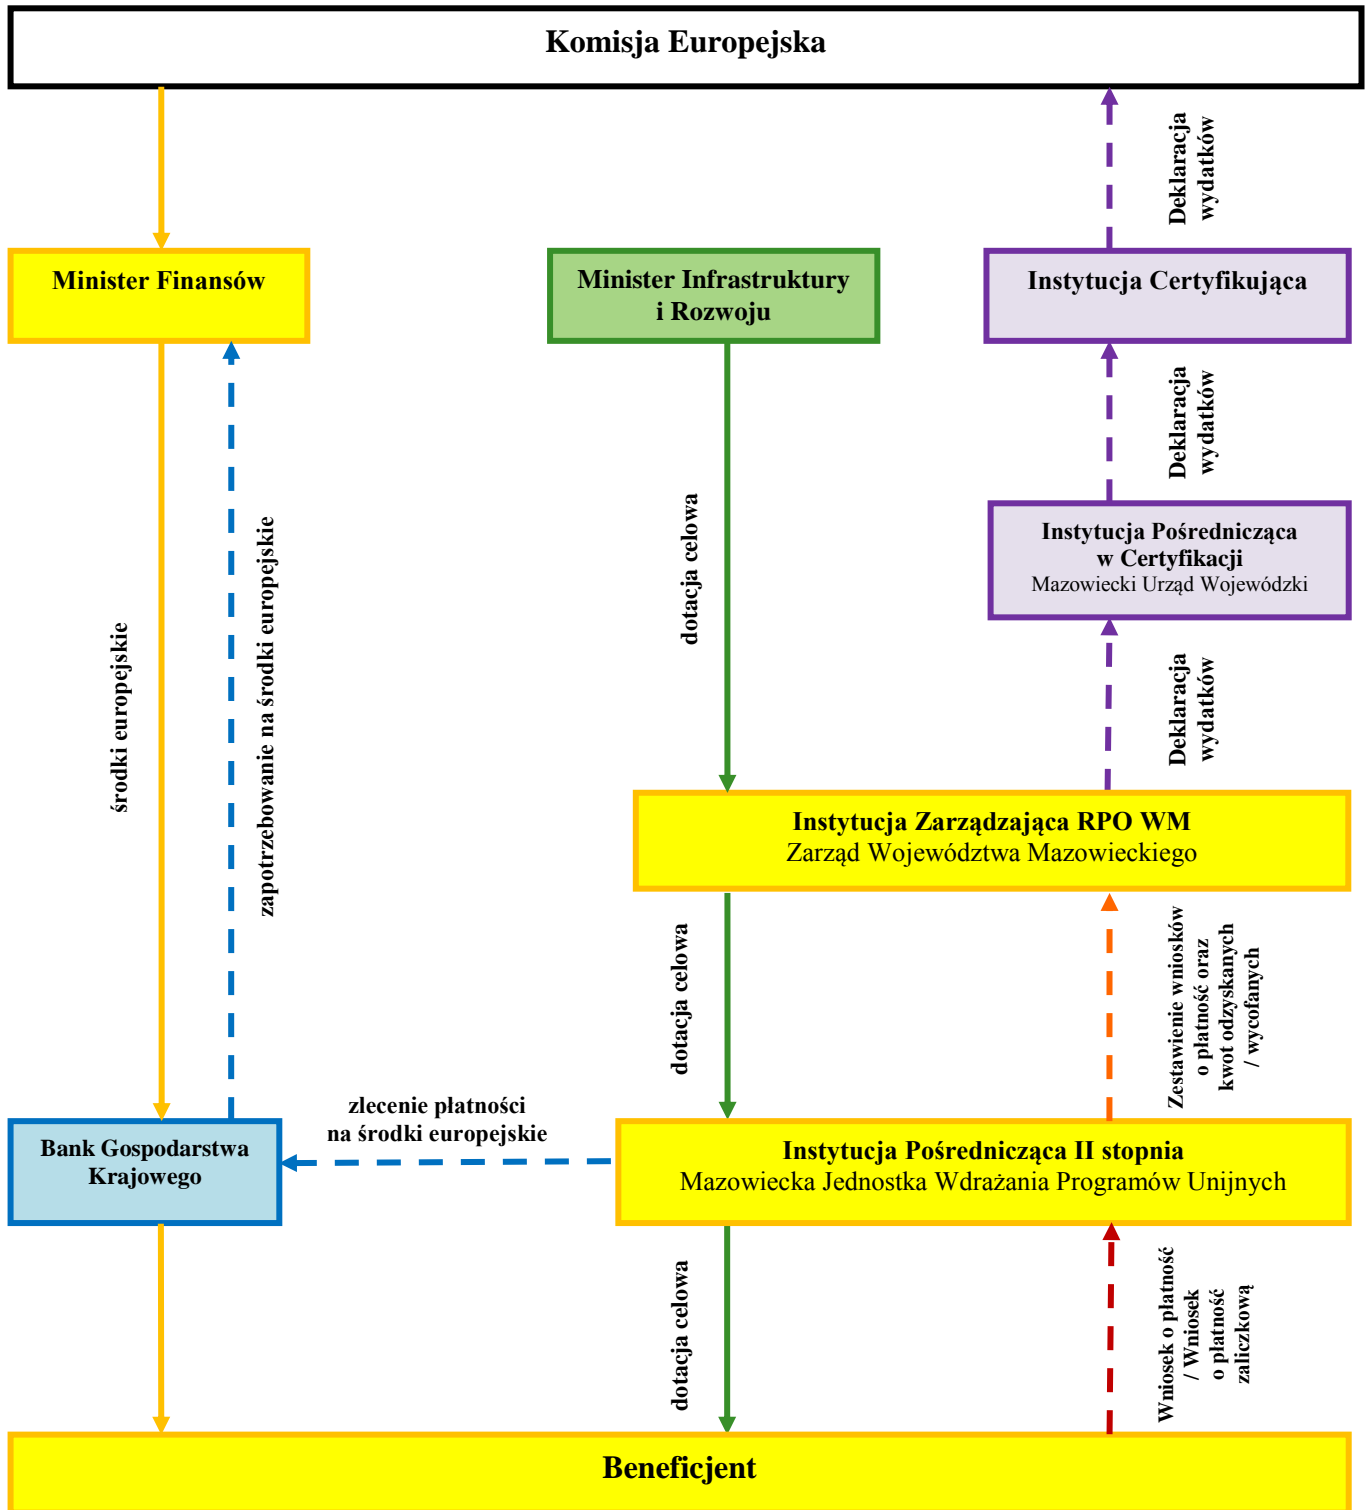 Komisja Europejska
Deklaracja
wydatków
Minister Finansów
Minister Infrastruktury
i Rozwoju
Instytucja Certyfikująca
Deklaracja
wydatków
Instytucja Pośrednicząca
w Certyfikacji
Mazowiecki Urząd Wojewódzki
środki europejskie
zapotrzebowanie na środki europejskie
dotacja celowa
Deklaracja
wydatków
Instytucja Zarządzająca RPO WM
Zarząd Województwa Mazowieckiego
dotacja celowa
Zestawienie wniosków
o płatność oraz
kwot odzyskanych
/ wycofanych
zlecenie płatności
na środki europejskie
Bank Gospodarstwa
Krajowego
Instytucja Pośrednicząca II stopnia
Mazowiecka Jednostka Wdrażania Programów Unijnych
dotacja celowa
Wniosek o płatność
/ Wniosek
o płatność
zaliczkową
Beneficjent